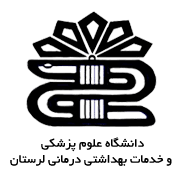 دانشگاه علوم پزشکی
و خدمات بهداشتی درمانی لرستان